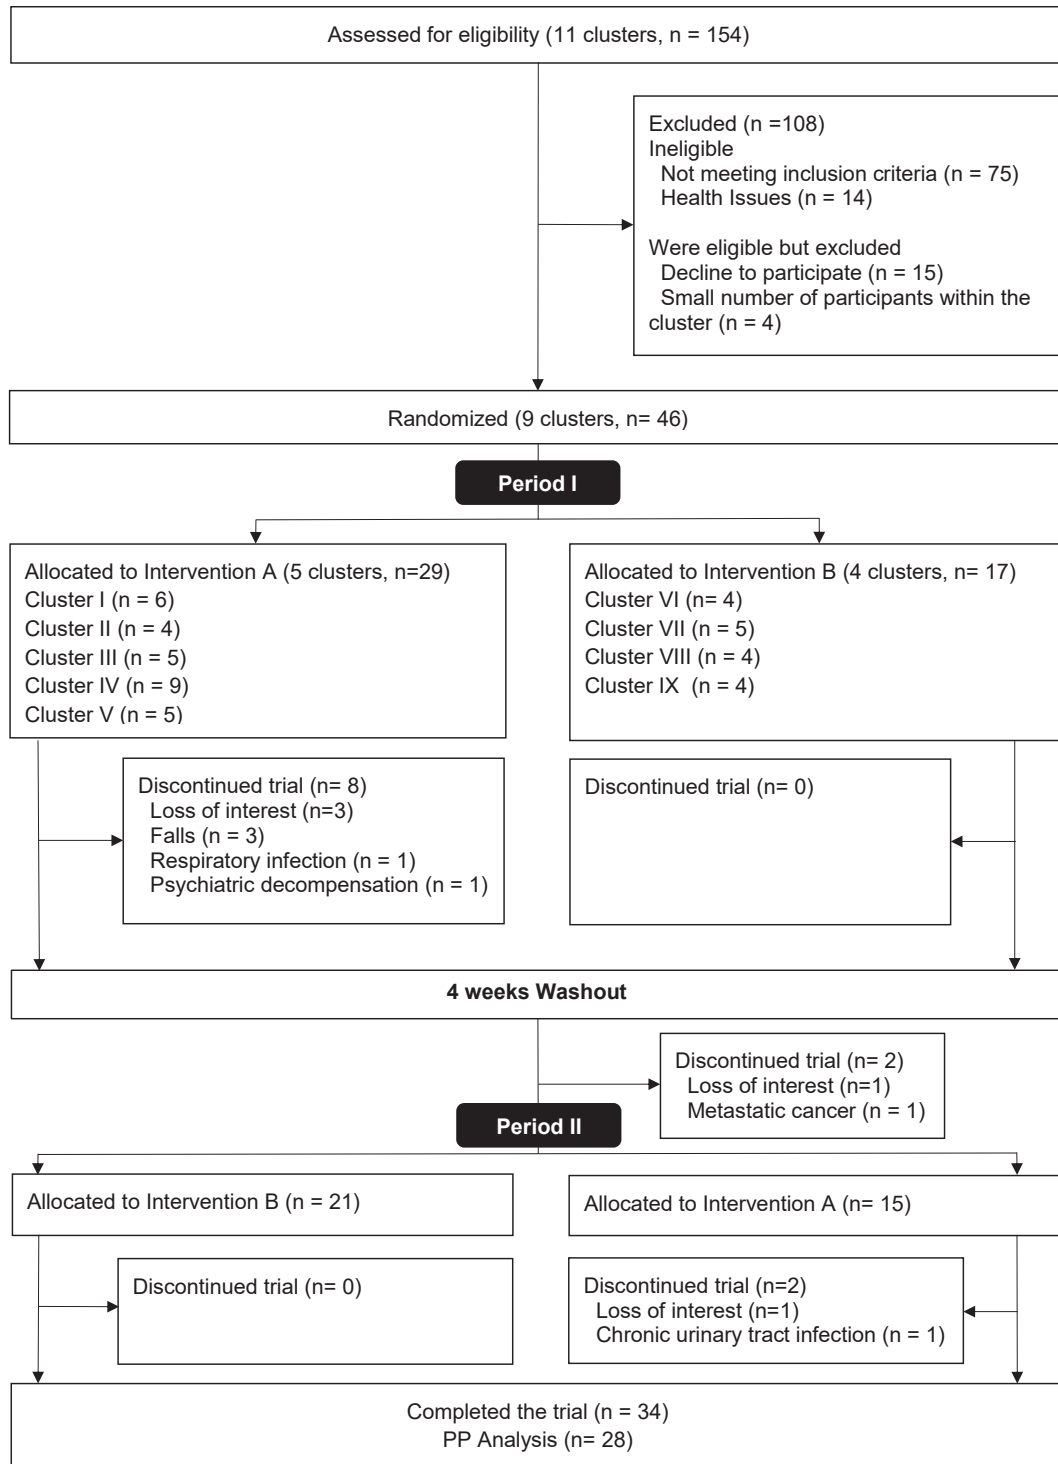 Assessed for eligibility (11 clusters, n = 154)
Excluded (n =108)
Ineligible
Not meeting inclusion criteria (n = 75)
Health Issues (n = 14)
Were eligible but excluded
Decline to participate (n = 15)
Small number of participants within the
cluster (n = 4)
Randomized (9 clusters, n= 46)
Period I
Allocated to Intervention A (5 clusters, n=29)
Cluster I (n = 6)
Cluster II (n = 4)
Cluster III (n = 5)
Cluster IV (n = 9)
Cluster V (n = 5)
Allocated to Intervention B (4 clusters, n= 17)
Cluster VI (n= 4)
Cluster VII (n = 5)
Cluster VIII (n = 4)
Cluster IX (n = 4)
Discontinued trial (n= 8)
Loss of interest (n=3)
Falls (n = 3)
Respiratory infection (n = 1)
Psychiatric decompensation (n = 1)
Discontinued trial (n= 0)
4 weeks Washout
Discontinued trial (n= 2)
Loss of interest (n=1)
Metastatic cancer (n = 1)
Period II
Allocated to Intervention B (n = 21)
Allocated to Intervention A (n= 15)
Discontinued trial (n= 0)
Discontinued trial (n=2)
Loss of interest (n=1)
Chronic urinary tract infection (n = 1)
Completed the trial (n = 34)
PP Analysis (n= 28)